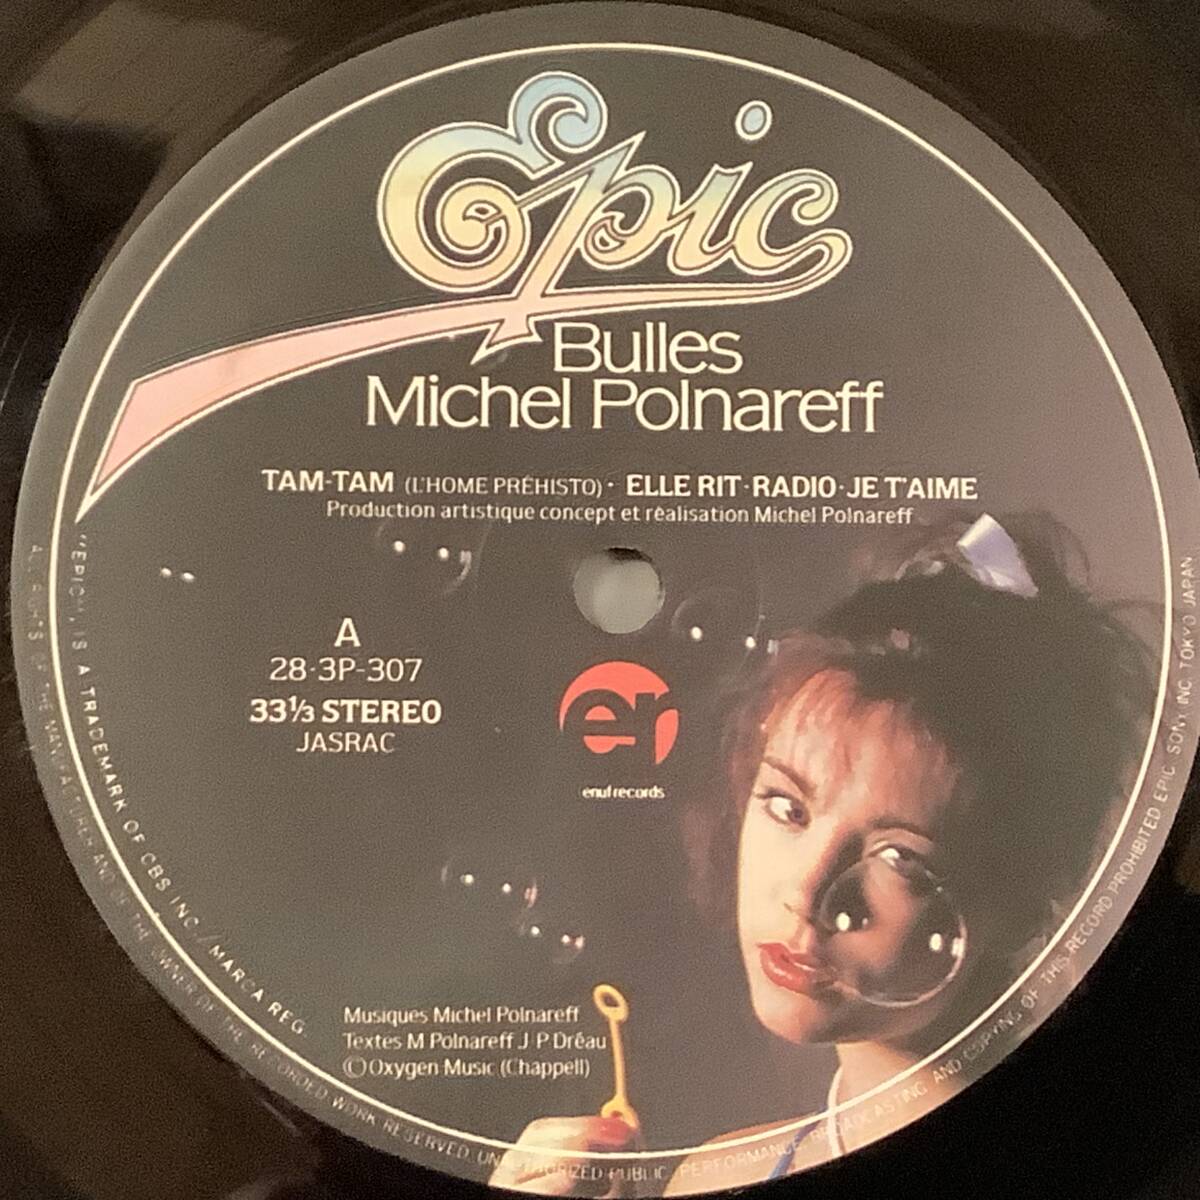 Epic
Bulles
Michel Polnareff
TAM-TAM (L'HOME PRÉHISTO)· ELLE RIT·RADIO·JE T'AIME
Production artistique concept et réalisation Michel Polnareff
A
28·3P-307
33⅓ STEREO
JASRAC
er
enuf records
Musiques Michel Polnareff
Textes M Polnareff J P Dréau
©Oxygen Music (Chappell)
"EPIC", IS A TRADEMARK OF CBS INC. / MARCA REG.
ALL RIGHTS OF THE MANUFACTURER AND OF THE OWNER OF THE RECORDED WORK RESERVED. UNAUTHORIZED PUBLIC PERFORMANCE, BROADCASTING AND COPYING OF THIS RECORD PROHIBITED EPIC SONY INC. TOKYO JAPAN